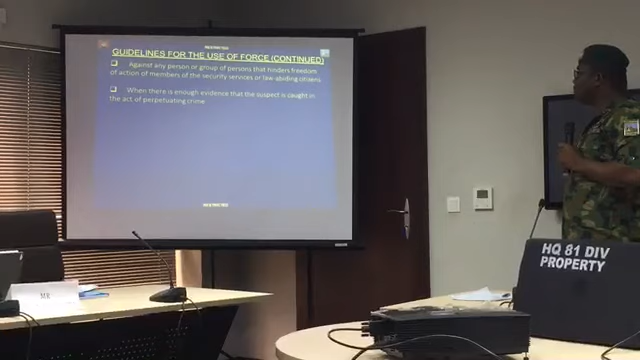 RESTRICTED
GUIDELINES FOR THE USE OF FORCE (CONTINUED)
Against any person or group of persons that hinders freedom
of action of members of the security services or law-abiding citizens
When there is enough evidence that the suspect is caught in
the act of perpetuating crime
RESTRICTED
HQ 81 DIV
PROPERTY